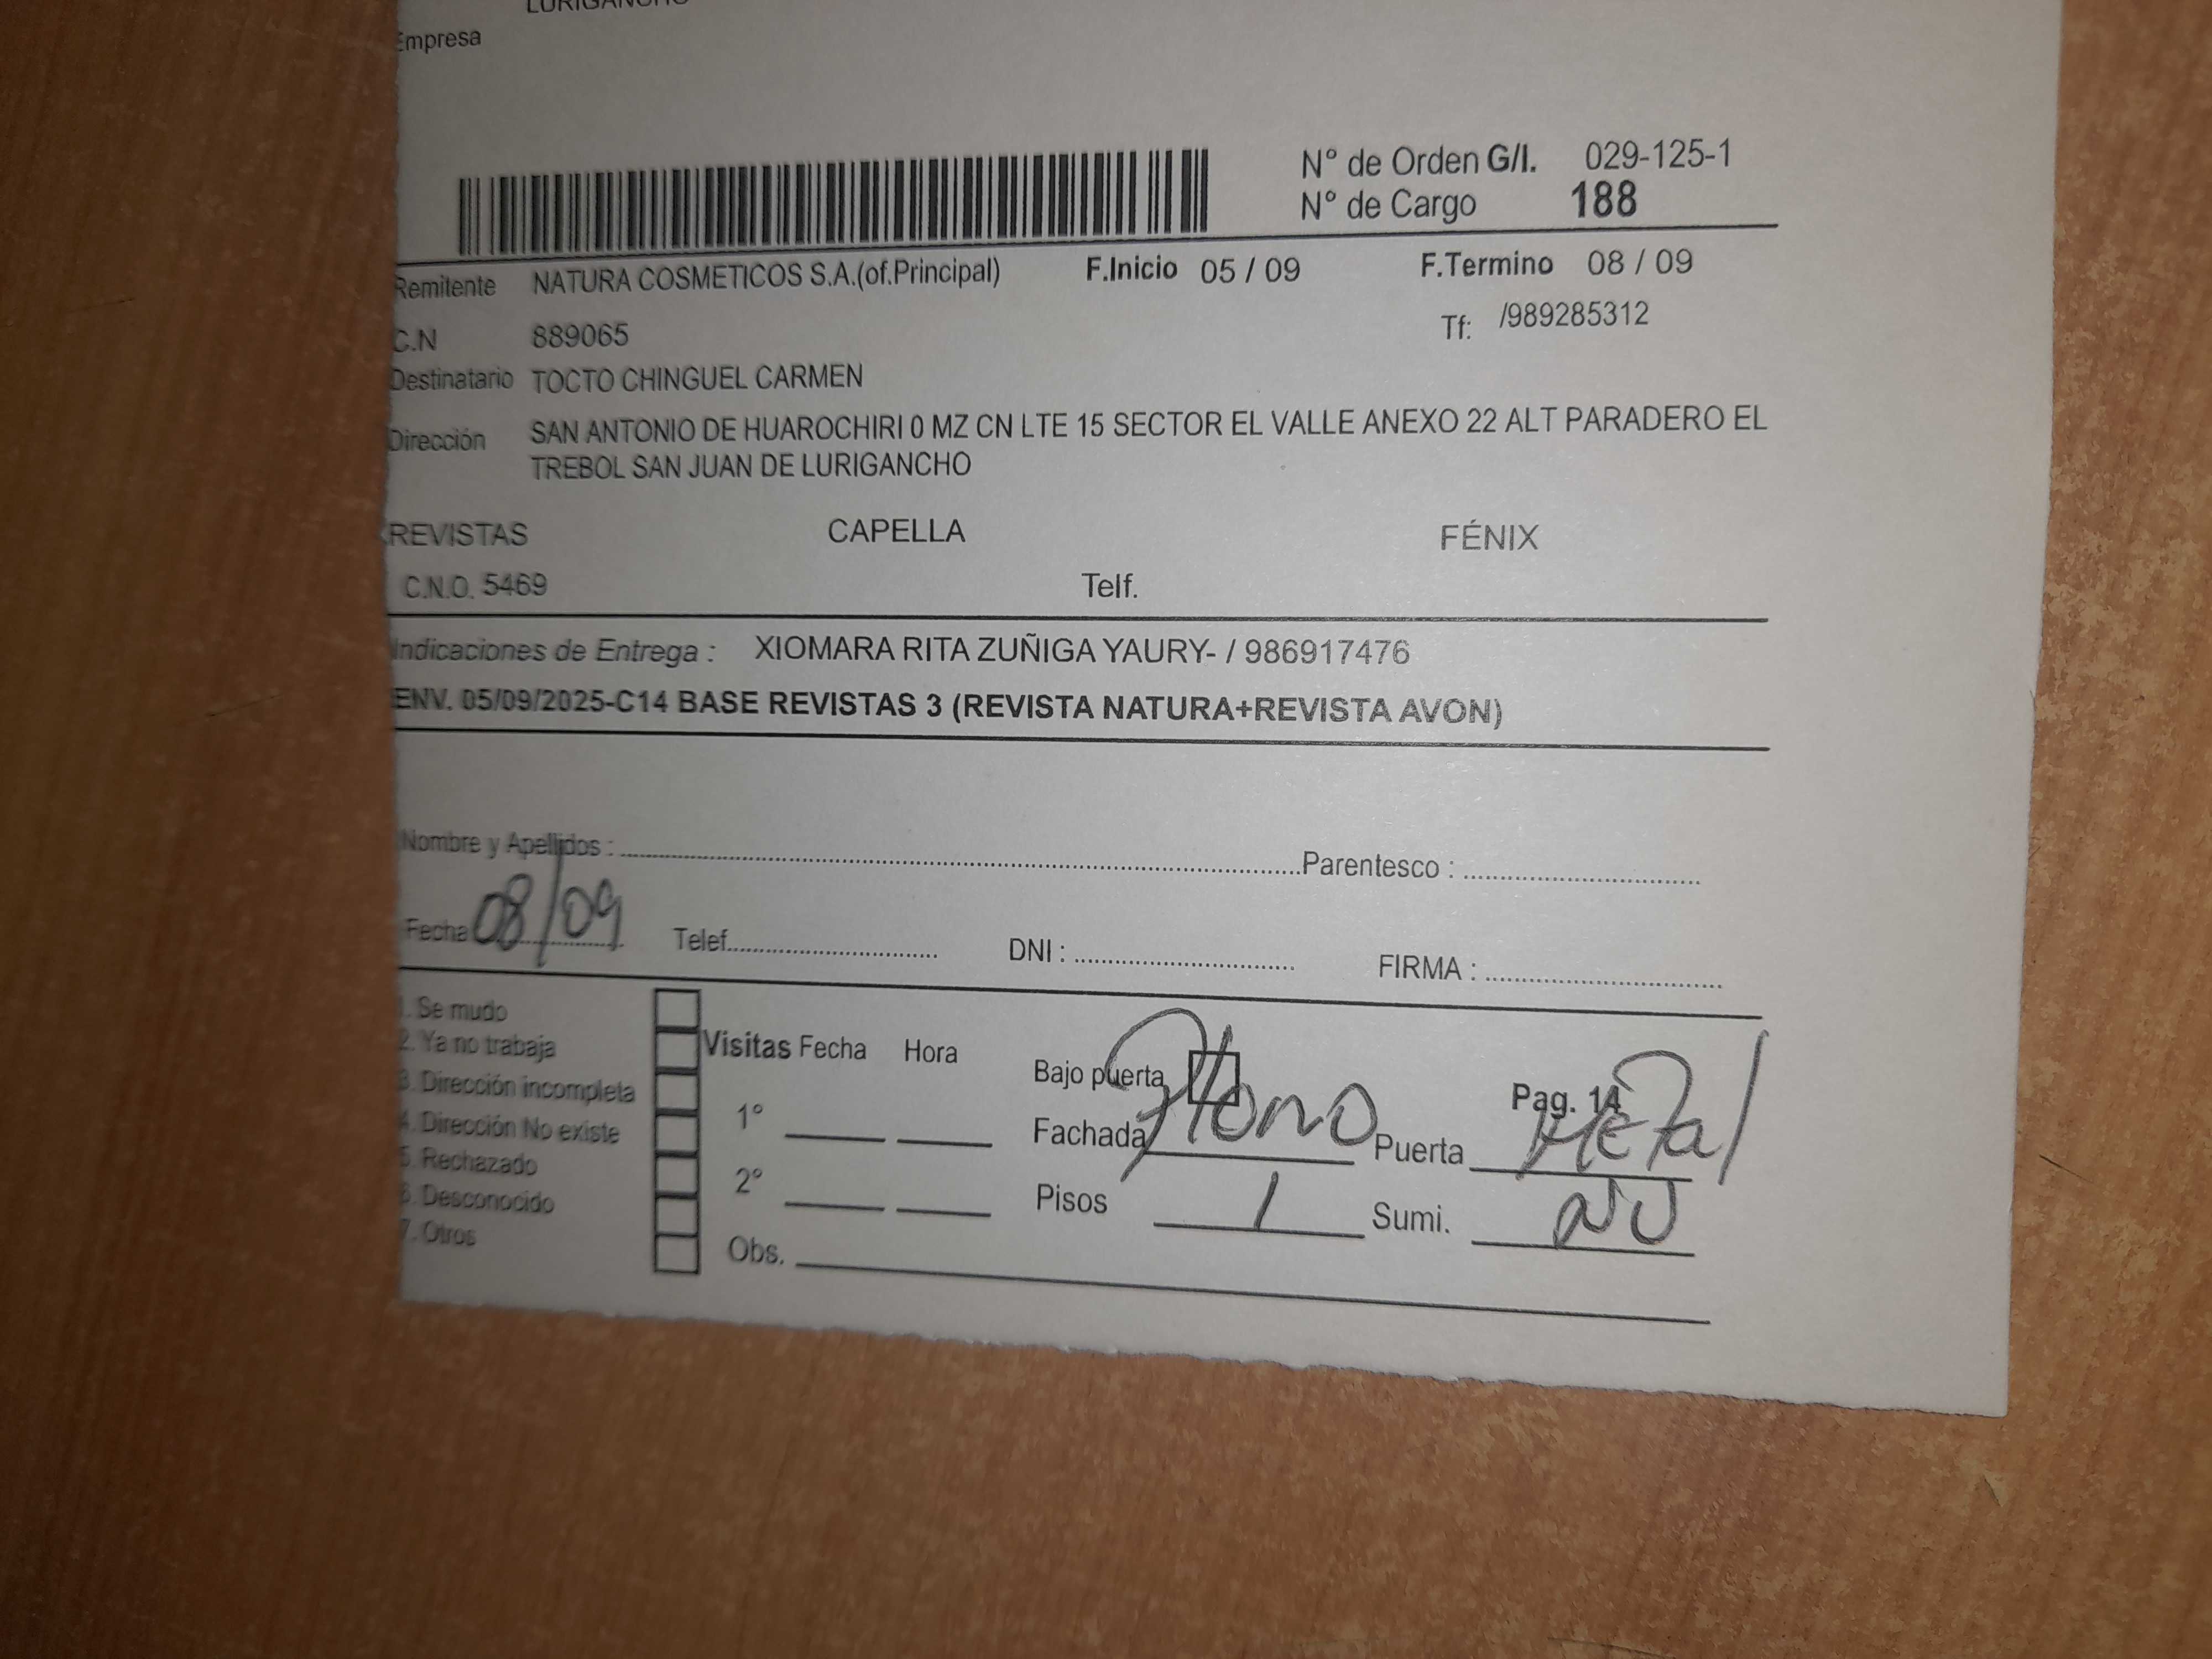 LURIGANCHO
Empresa
N° de Orden G/I. 029-125-1
N° de Cargo 188
Remitente NATURA COSMETICOS S.A.(of.Principal) F.Inicio 05 / 09 F.Termino 08 / 09
C.N 889065 Tf: /989285312
Destinatario TOCTO CHINGUEL CARMEN
Dirección SAN ANTONIO DE HUAROCHIRI 0 MZ CN LTE 15 SECTOR EL VALLE ANEXO 22 ALT PARADERO EL
TREBOL SAN JUAN DE LURIGANCHO
REVISTAS CAPELLA FÉNIX
C.N.O. 5469 Telf.
Indicaciones de Entrega : XIOMARA RITA ZUÑIGA YAURY- / 986917476
ENV. 05/09/2025-C14 BASE REVISTAS 3 (REVISTA NATURA+REVISTA AVON)
Nombre y Apellidos : Parentesco :
Fecha 08/09 Telef. DNI : FIRMA :
1. Se mudo
2. Ya no trabaja Visitas Fecha Hora Bajo puerta Pag. 14
3. Dirección incompleta
4. Dirección No existe 1° Fachada Puerta Metal
5. Rechazado
6. Desconocido 2° Pisos 1 Sumi. NO
7. Otros Obs.